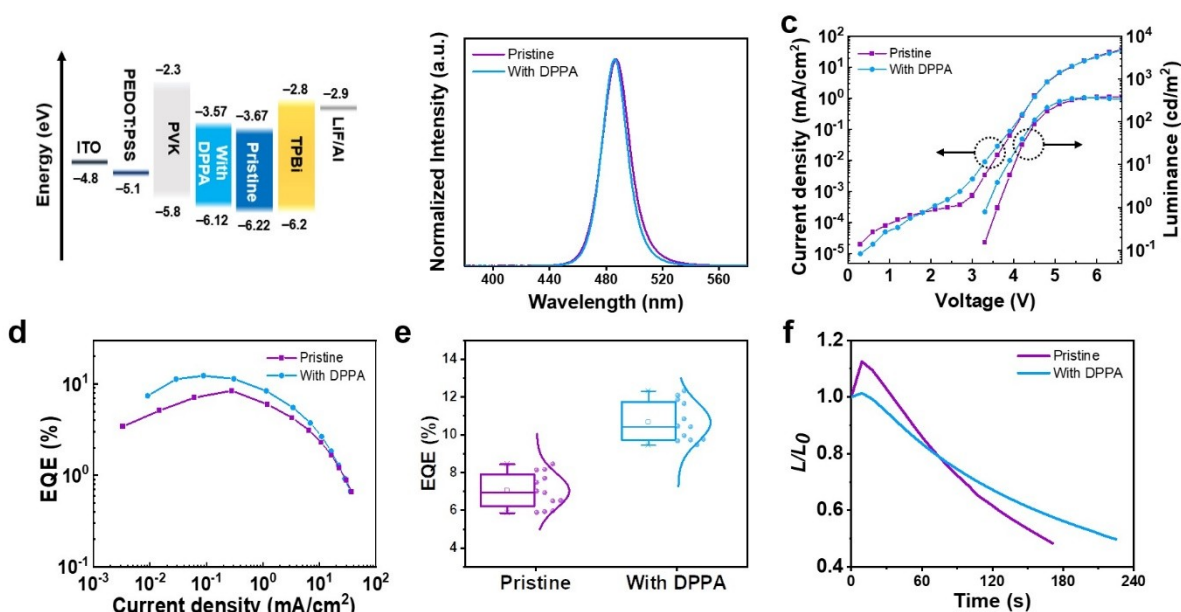 Energy (eV)
ITO
−4.8
PEDOT:PSS
−5.1
−2.3
PVK
−5.8
−3.57
With
DPPA
−6.12
−3.67
Pristine
−6.22
−2.8
TPBi
−6.2
−2.9
LiF/Al
Normalized Intensity (a.u.)
Pristine
With DPPA
400
440
480
520
560
Wavelength (nm)
c
Current density (mA/cm²)
10²
10¹
10⁰
10⁻¹
10⁻²
10⁻³
10⁻⁴
10⁻⁵
Pristine
With DPPA
10⁴
10³
10²
10¹
10⁰
10⁻¹
Luminance (cd/m²)
0
1
2
3
4
5
6
Voltage (V)
d
EQE (%)
10¹
10⁰
10⁻¹
Pristine
With DPPA
10⁻³
10⁻²
10⁻¹
10⁰
10¹
10²
Current density (mA/cm²)
e
EQE (%)
14
12
10
8
6
4
Pristine
With DPPA
f
L/L0
1.2
1.0
0.8
0.6
0.4
Pristine
With DPPA
0
60
120
180
240
Time (s)